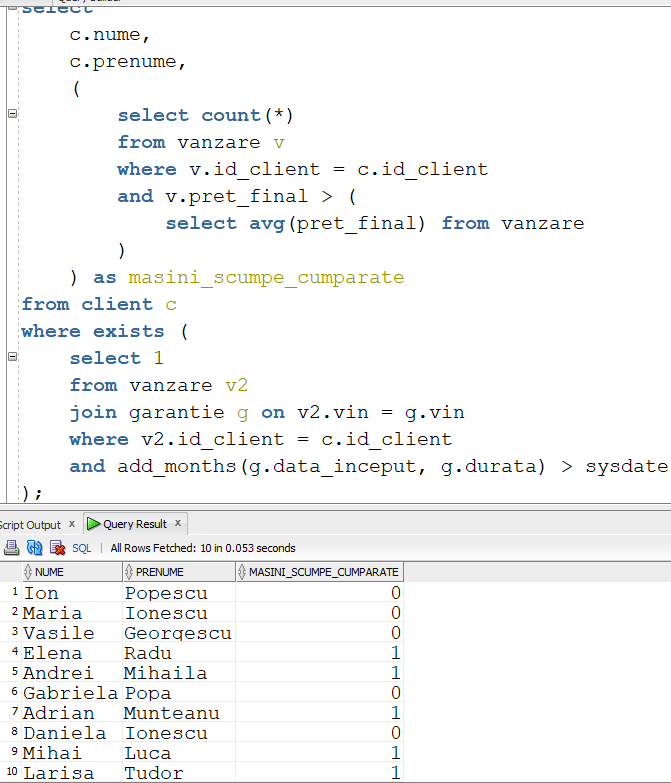 select
c.nume,
c.prenume,
(
select count(*)
from vanzare v
where v.id_client = c.id_client
and v.pret_final > (
select avg(pret_final) from vanzare
)
) as masini_scumpe_cumparate
from client c
where exists (
select 1
from vanzare v2
join garantie g on v2.vin = g.vin
where v2.id_client = c.id_client
and add_months(g.data_inceput, g.durata) > sysdate
);
Script Output x Query Result x
SQL | All Rows Fetched: 10 in 0.053 seconds
NUME PRENUME MASINI_SCUMPE_CUMPARATE
1 Ion Popescu 0
2 Maria Ionescu 0
3 Vasile Georgescu 0
4 Elena Radu 1
5 Andrei Mihaila 1
6 Gabriela Popa 0
7 Adrian Munteanu 1
8 Daniela Ionescu 0
9 Mihai Luca 1
10 Larisa Tudor 1